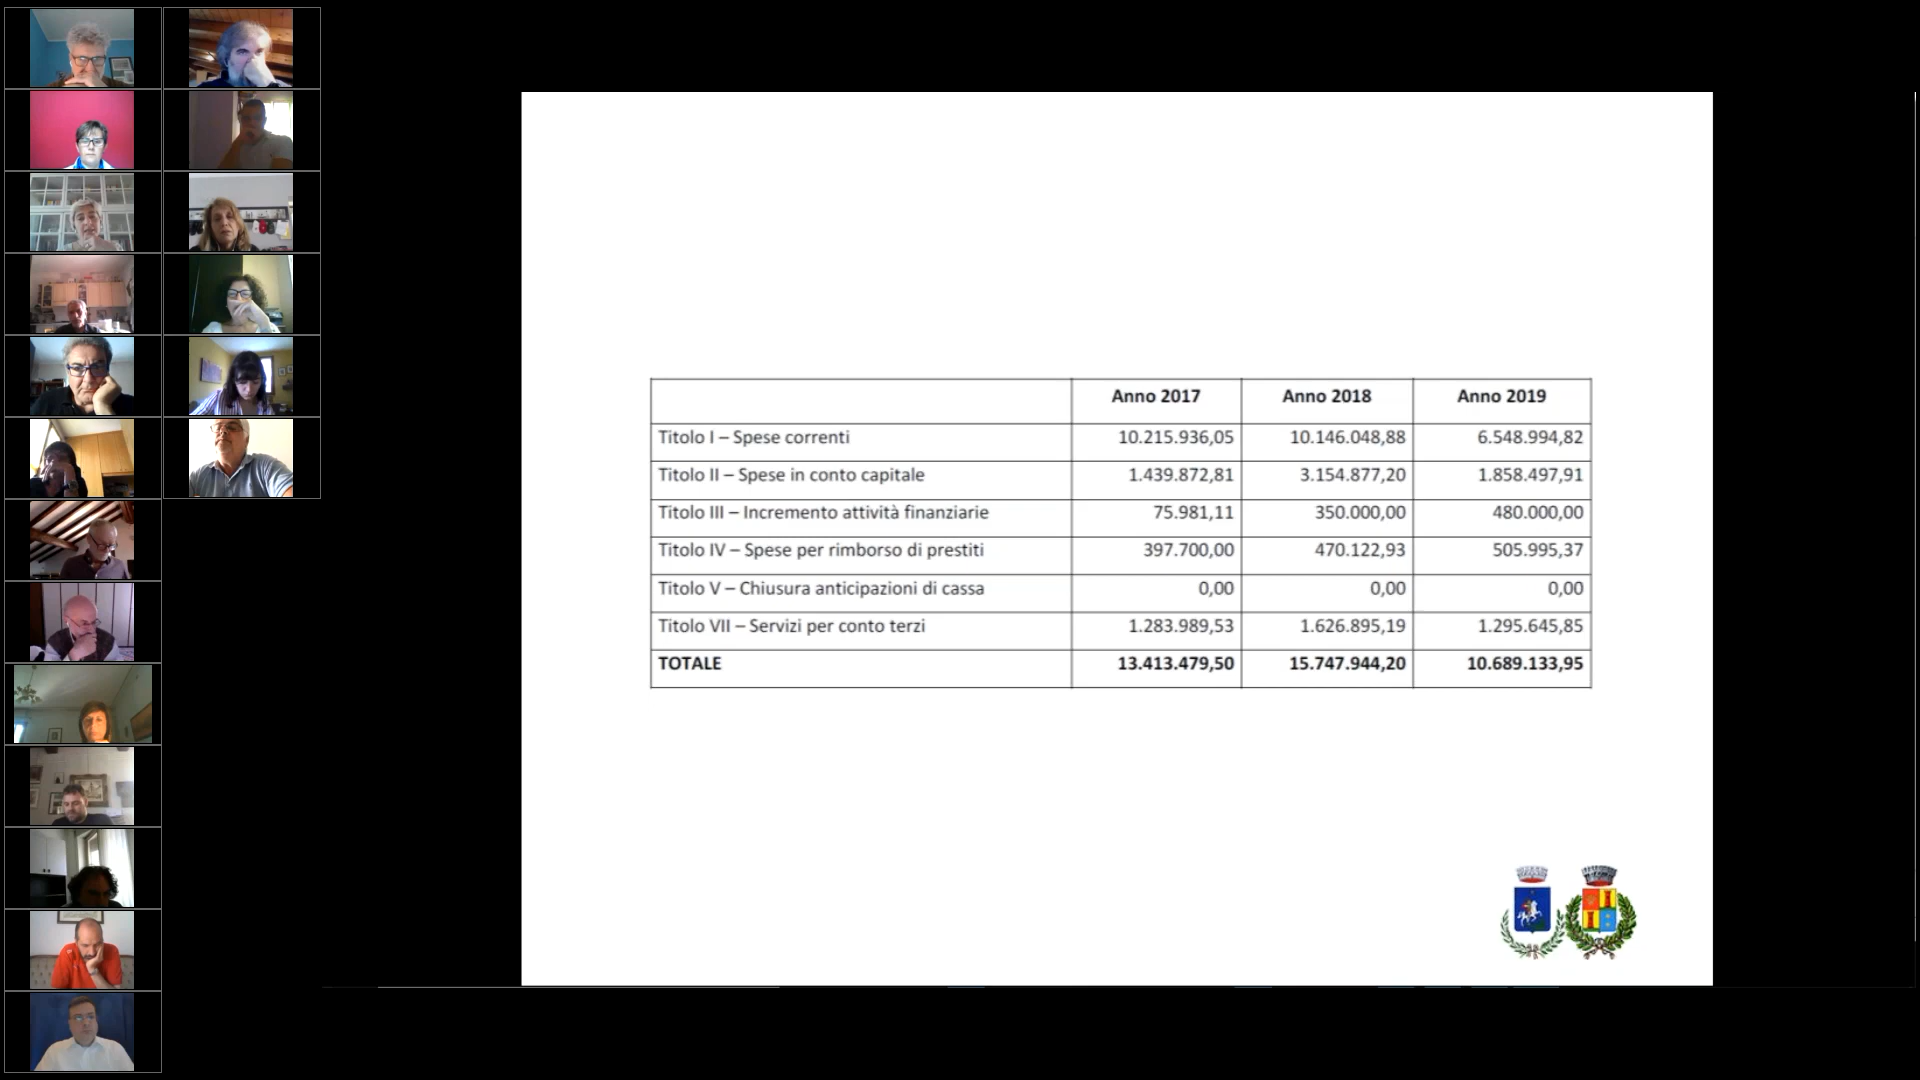 Anno 2017 Anno 2018 Anno 2019
Titolo I – Spese correnti 10.215.936,05 10.146.048,88 6.548.994,82
Titolo II – Spese in conto capitale 1.439.872,81 3.154.877,20 1.858.497,91
Titolo III – Incremento attività finanziarie 75.981,11 350.000,00 480.000,00
Titolo IV – Spese per rimborso di prestiti 397.700,00 470.122,93 505.995,37
Titolo V – Chiusura anticipazioni di cassa 0,00 0,00 0,00
Titolo VII – Servizi per conto terzi 1.283.989,53 1.626.895,19 1.295.645,85
TOTALE 13.413.479,50 15.747.944,20 10.689.133,95